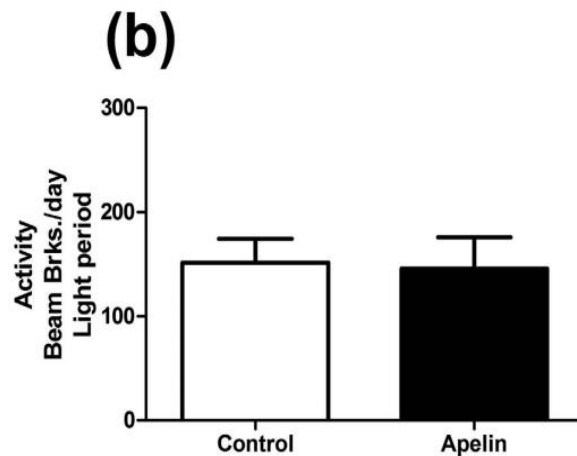 (b)
Activity
Beam Brks./day
Light period
300
200
100
0
Control Apelin